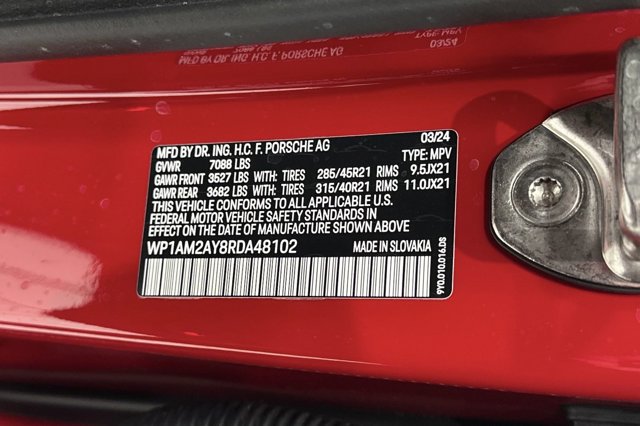 MFD BY DR. ING. H.C. F. PORSCHE AG 03/24
GVWR 7088 LBS TYPE: MPV
GAWR FRONT 3527 LBS WITH: TIRES 285/45R21 RIMS 9.5JX21
GAWR REAR 3682 LBS WITH: TIRES 315/40R21 RIMS 11.0JX21
THIS VEHICLE CONFORMS TO ALL APPLICABLE U.S.
FEDERAL MOTOR VEHICLE SAFETY STANDARDS IN
EFFECT ON THE DATE OF MANUFACTURE SHOWN ABOVE
WP1AM2AY8RDA48102 MADE IN SLOVAKIA
9Y0.010.016.DS